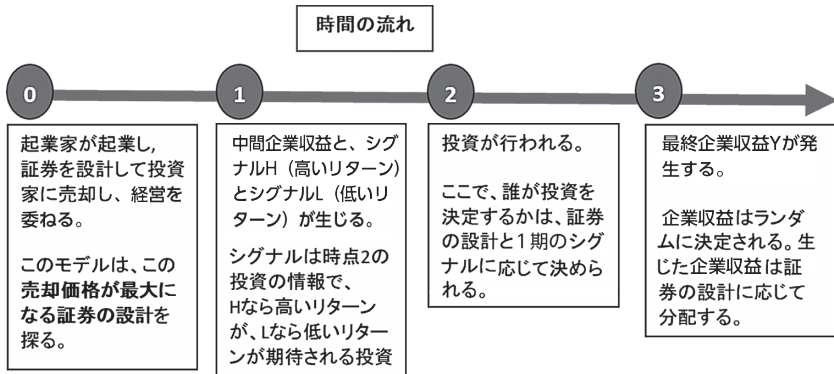 時間の流れ
0
1
2
3
起業家が起業し,
証券を設計して投資
家に売却し、経営を
委ねる。
このモデルは、この
売却価格が最大に
なる証券の設計を
探る。
中間企業収益と、シ
グナルH(高いリターン)
とシグナルL(低いリ
ターン)が生じる。
シグナルは時点2の
投資の情報で、
Hなら高いリターン
が、Lなら低いリター
ンが期待される投資
投資が行われる。
ここで、誰が投資を
決定するかは、証券
の設計と1期のシグ
ナルに応じて決めら
れる。
最終企業収益Yが発
生する。
企業収益はランダ
ムに決定される。生
じた企業収益は証
券の設計に応じて
分配する。